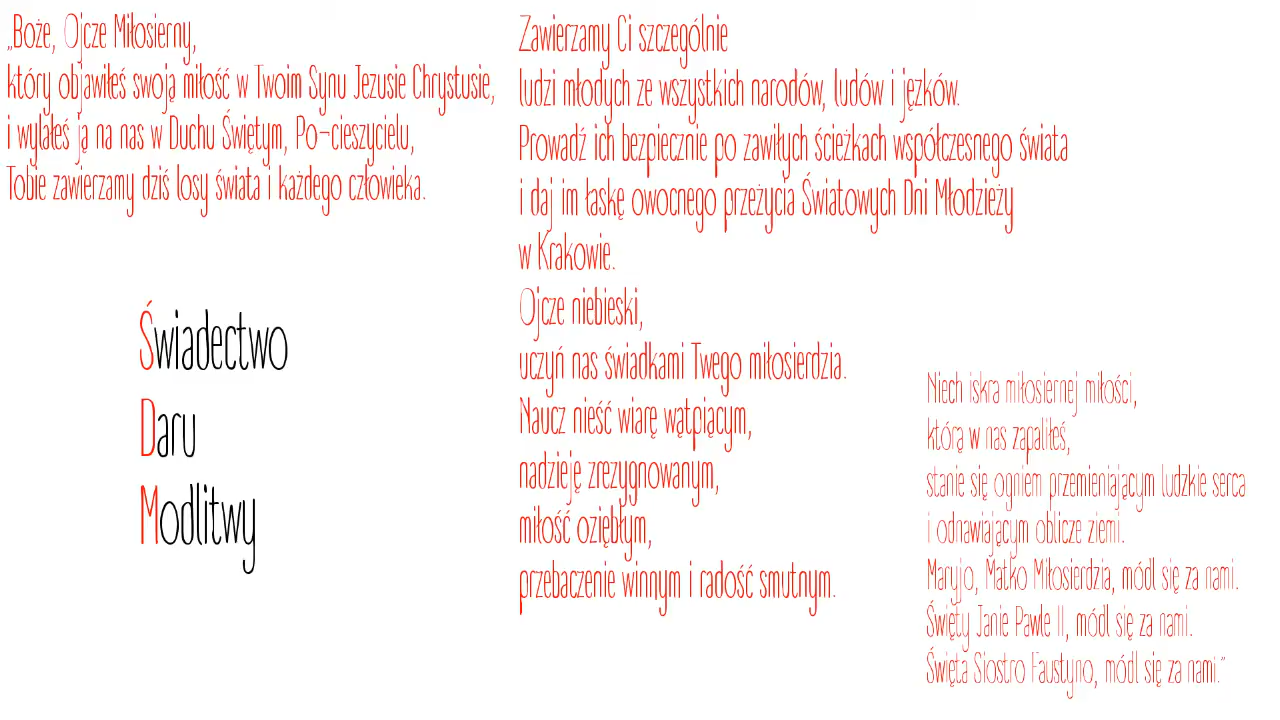 „Boże, Ojcze Miłosierny,
który objawiłeś swoją miłość w Twoim Synu Jezusie Chrystusie,
i wylałeś ją na nas w Duchu Świętym, Po-cieszycielu,
Tobie zawierzamy dziś losy świata i każdego człowieka.
Świadectwo
Daru
Modlitwy
Zawierzamy Ci szczególnie
ludzi młodych ze wszystkich narodów, ludów i języków.
Prowadź ich bezpiecznie po zawiłych ścieżkach współczesnego świata
i daj im łaskę owocnego przeżycia Światowych Dni Młodzieży
w Krakowie.
Ojcze niebieski,
uczyń nas świadkami Twego miłosierdzia.
Naucz nieść wiarę wątpiącym,
nadzieję zrezygnowanym,
miłość oziębłym,
przebaczenie winnym i radość smutnym.
Niech iskra miłosiernej miłości,
którą w nas zapaliłeś,
stanie się ogniem przemieniającym ludzkie serca
i odnawiającym oblicze ziemi.
Maryjo, Matko Miłosierdzia, módl się za nami.
Święty Janie Pawle II, módl się za nami.
Święta Siostro Faustyno, módl się za nami.”